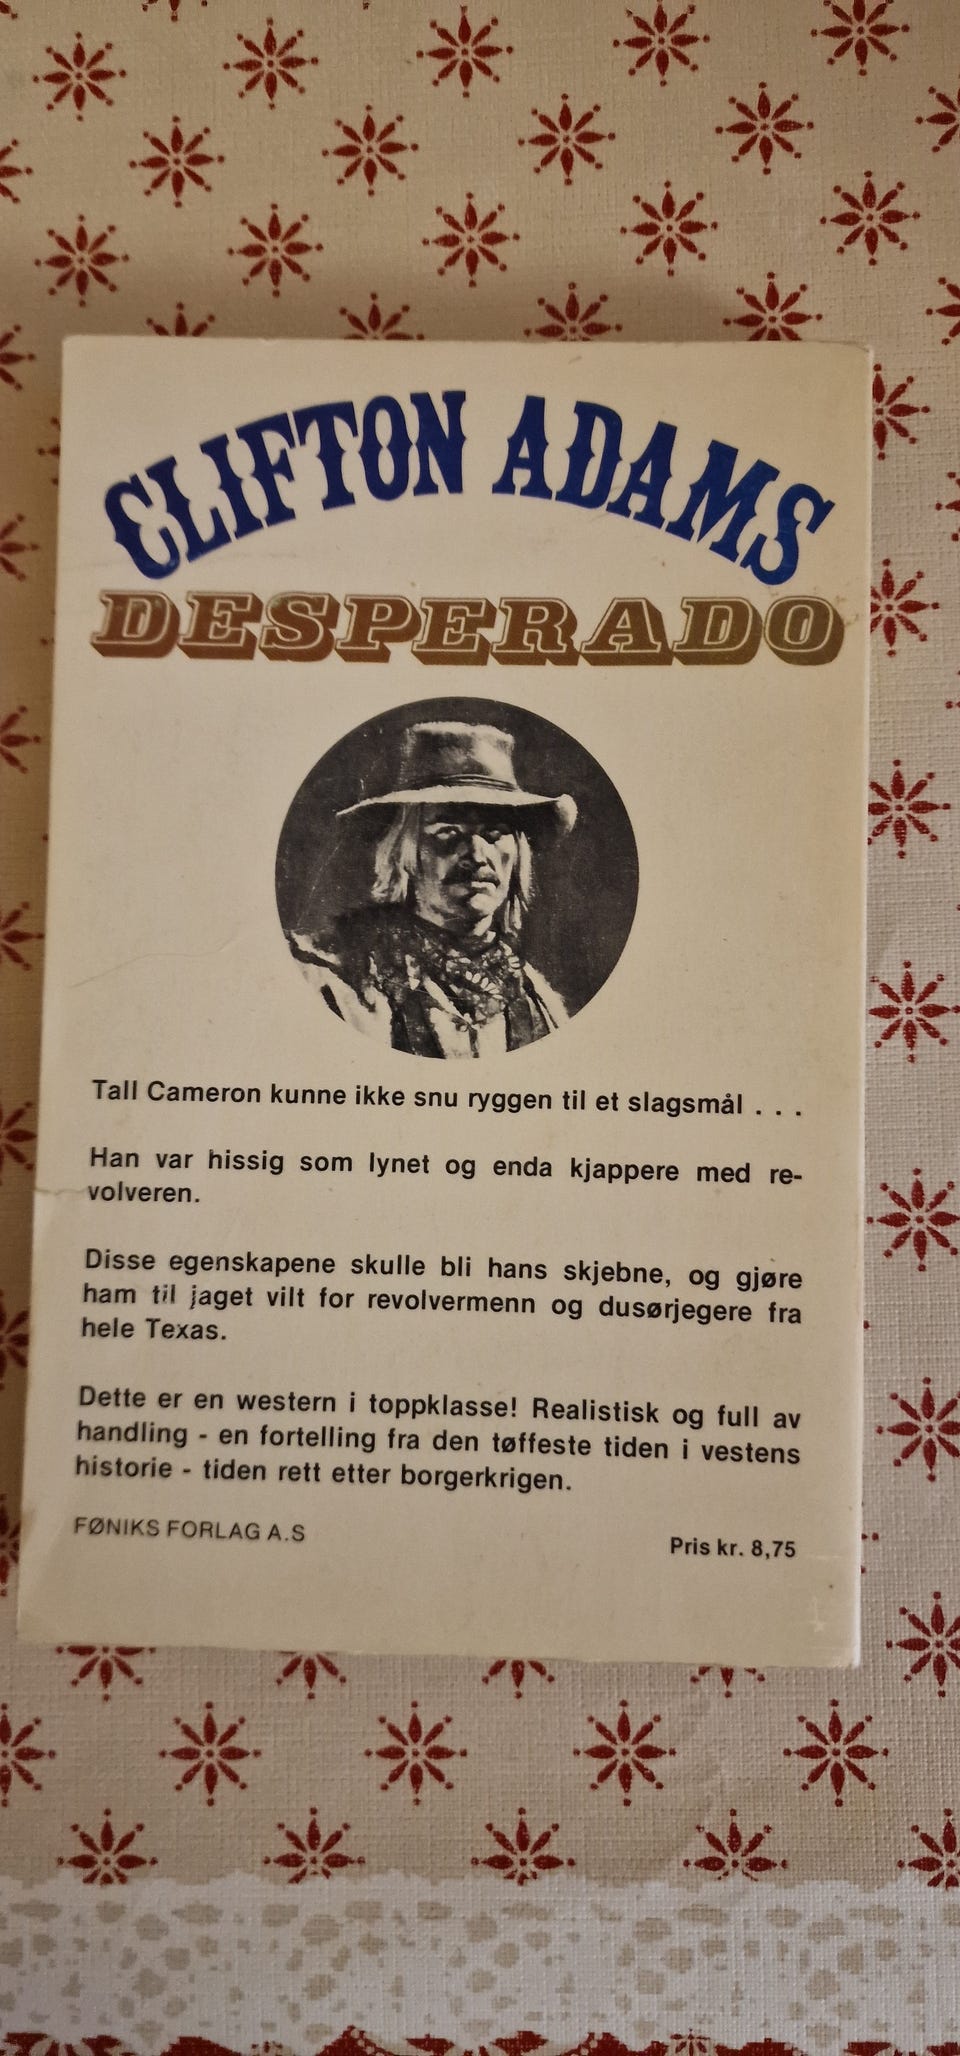 CLIFTON ADAMS
DESPERADO
Tall Cameron kunne ikke snu ryggen til et slagsmål . . .
Han var hissig som lynet og enda kjappere med re-
volveren.
Disse egenskapene skulle bli hans skjebne, og gjøre
ham til jaget vilt for revolvermenn og dusørjegere fra
hele Texas.
Dette er en western i toppklasse! Realistisk og full av
handling - en fortelling fra den tøffeste tiden i vestens
historie - tiden rett etter borgerkrigen.
FØNIKS FORLAG A.S
Pris kr. 8,75